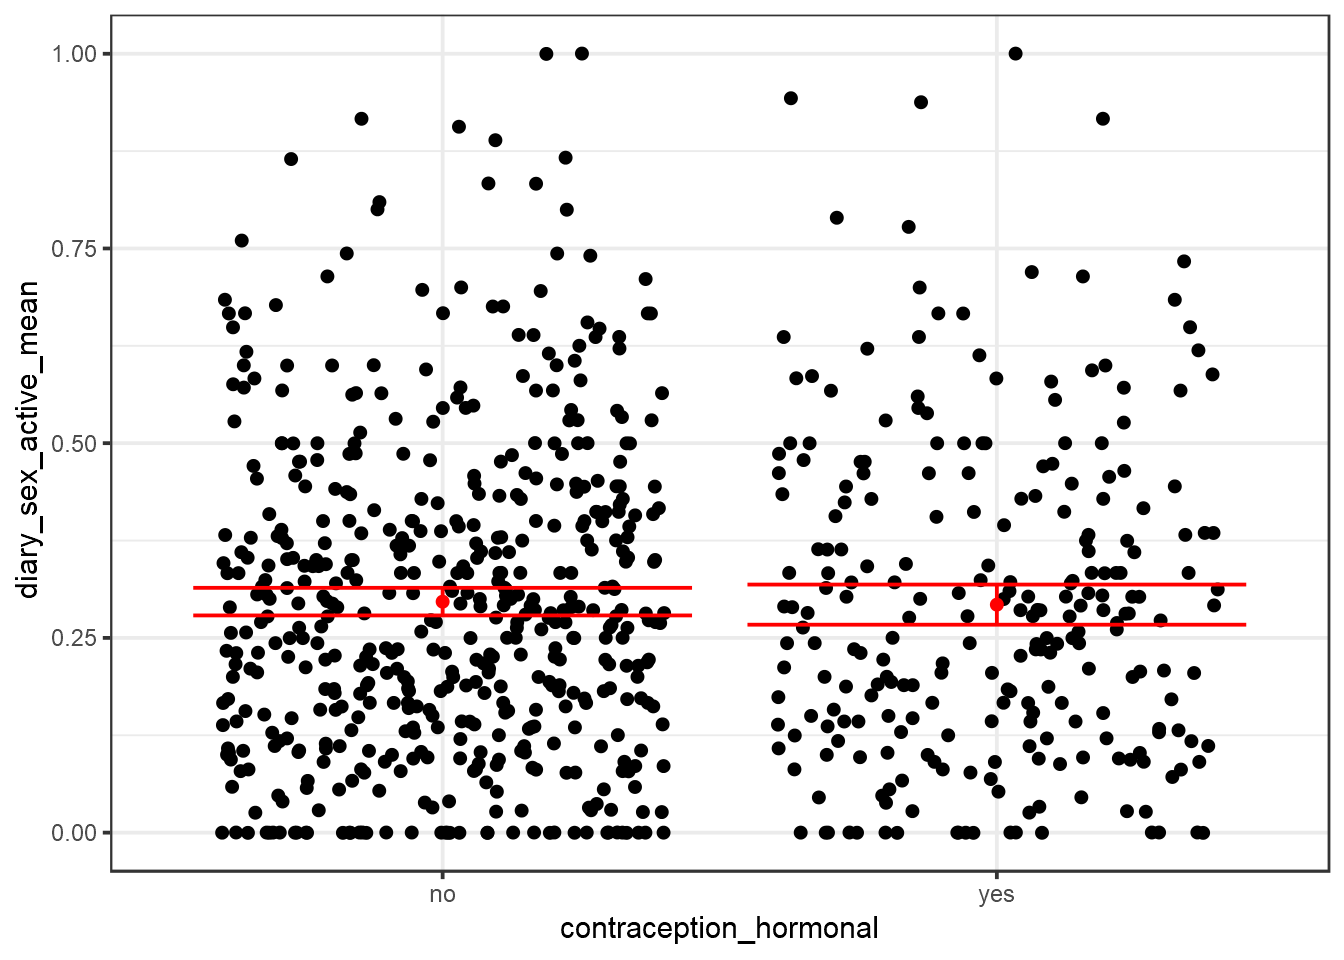 diary_sex_active_mean
1.00
0.75
0.50
0.25
0.00
no yes
contraception_hormonal